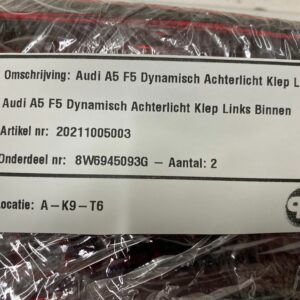 Omschrijving: Audi A5 F5 Dynamisch Achterlicht Klep L
Audi A5 F5 Dynamisch Achterlicht Klep Links Binnen
Artikel nr: 20211005003
Onderdeel nr: 8W6945093G – Aantal: 2
Locatie: A–K9–T6